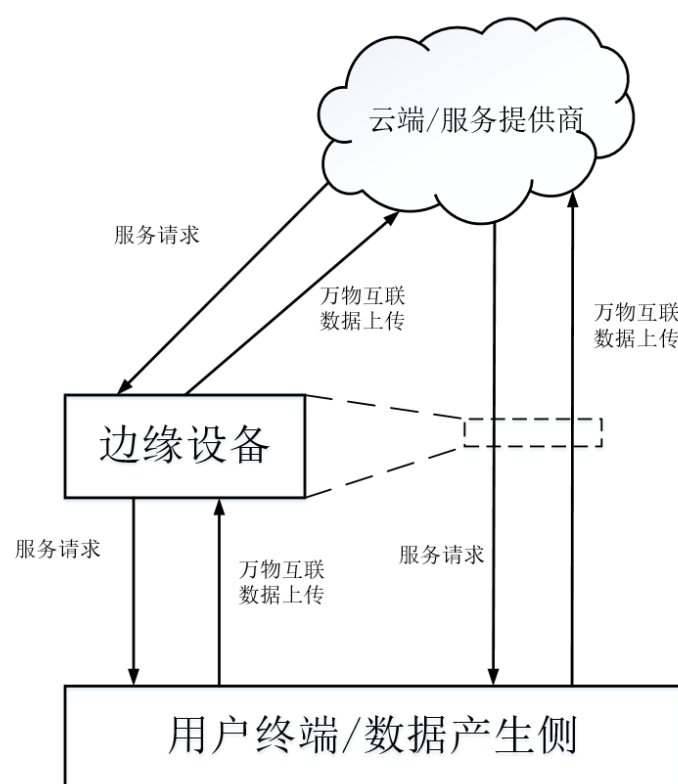 云端/服务提供商
服务请求
万物互联
数据上传
万物互联
数据上传
边缘设备
服务请求
万物互联
数据上传
服务请求
用户终端/数据产生侧